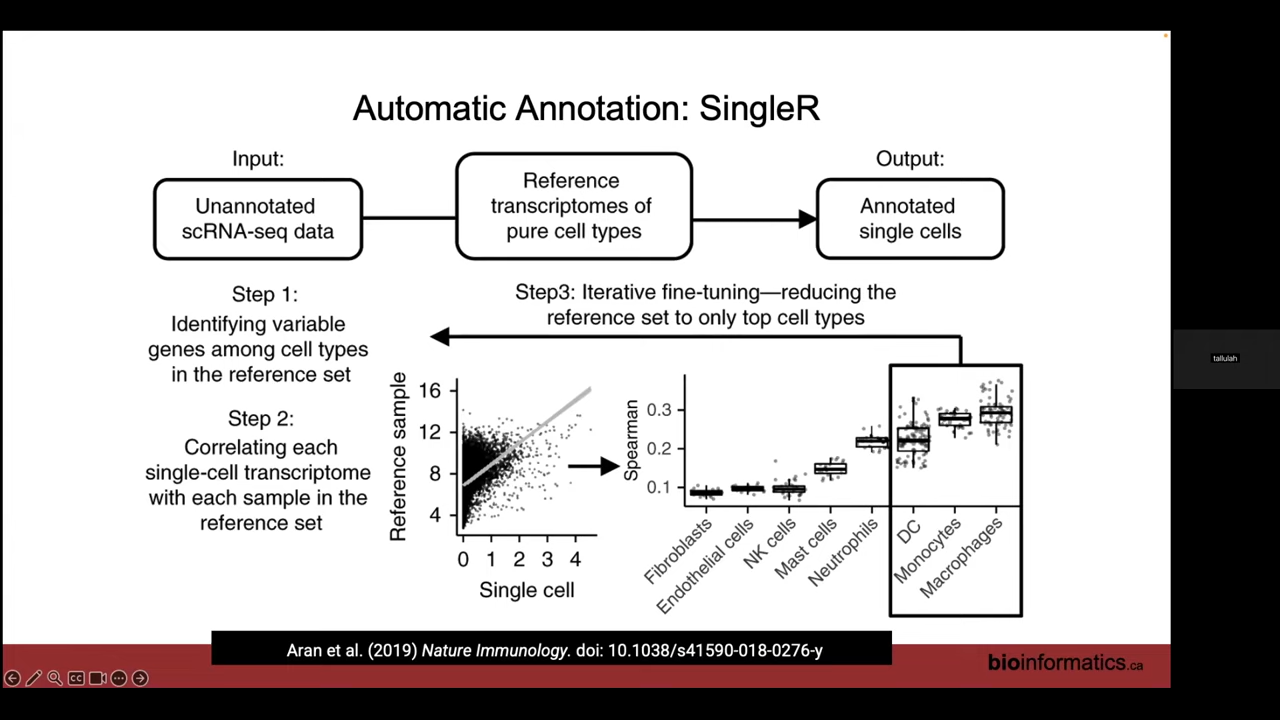 Automatic Annotation: SingleR
Input:
Unannotated
scRNA-seq data
Reference
transcriptomes of
pure cell types
Output:
Annotated
single cells
Step 1:
Identifying variable
genes among cell types
in the reference set
Step 2:
Correlating each
single-cell transcriptome
with each sample in the
reference set
Step3: Iterative fine-tuning—reducing the
reference set to only top cell types
Reference sample
16
12
8
4
0 1 2 3 4
Single cell
Spearman
0.3
0.2
0.1
Fibroblasts
Endothelial cells
NK cells
Mast cells
Neutrophils
DC
Monocytes
Macrophages
Aran et al. (2019) Nature Immunology. doi: 10.1038/s41590-018-0276-y
bioinformatics.ca
CC
tallulah